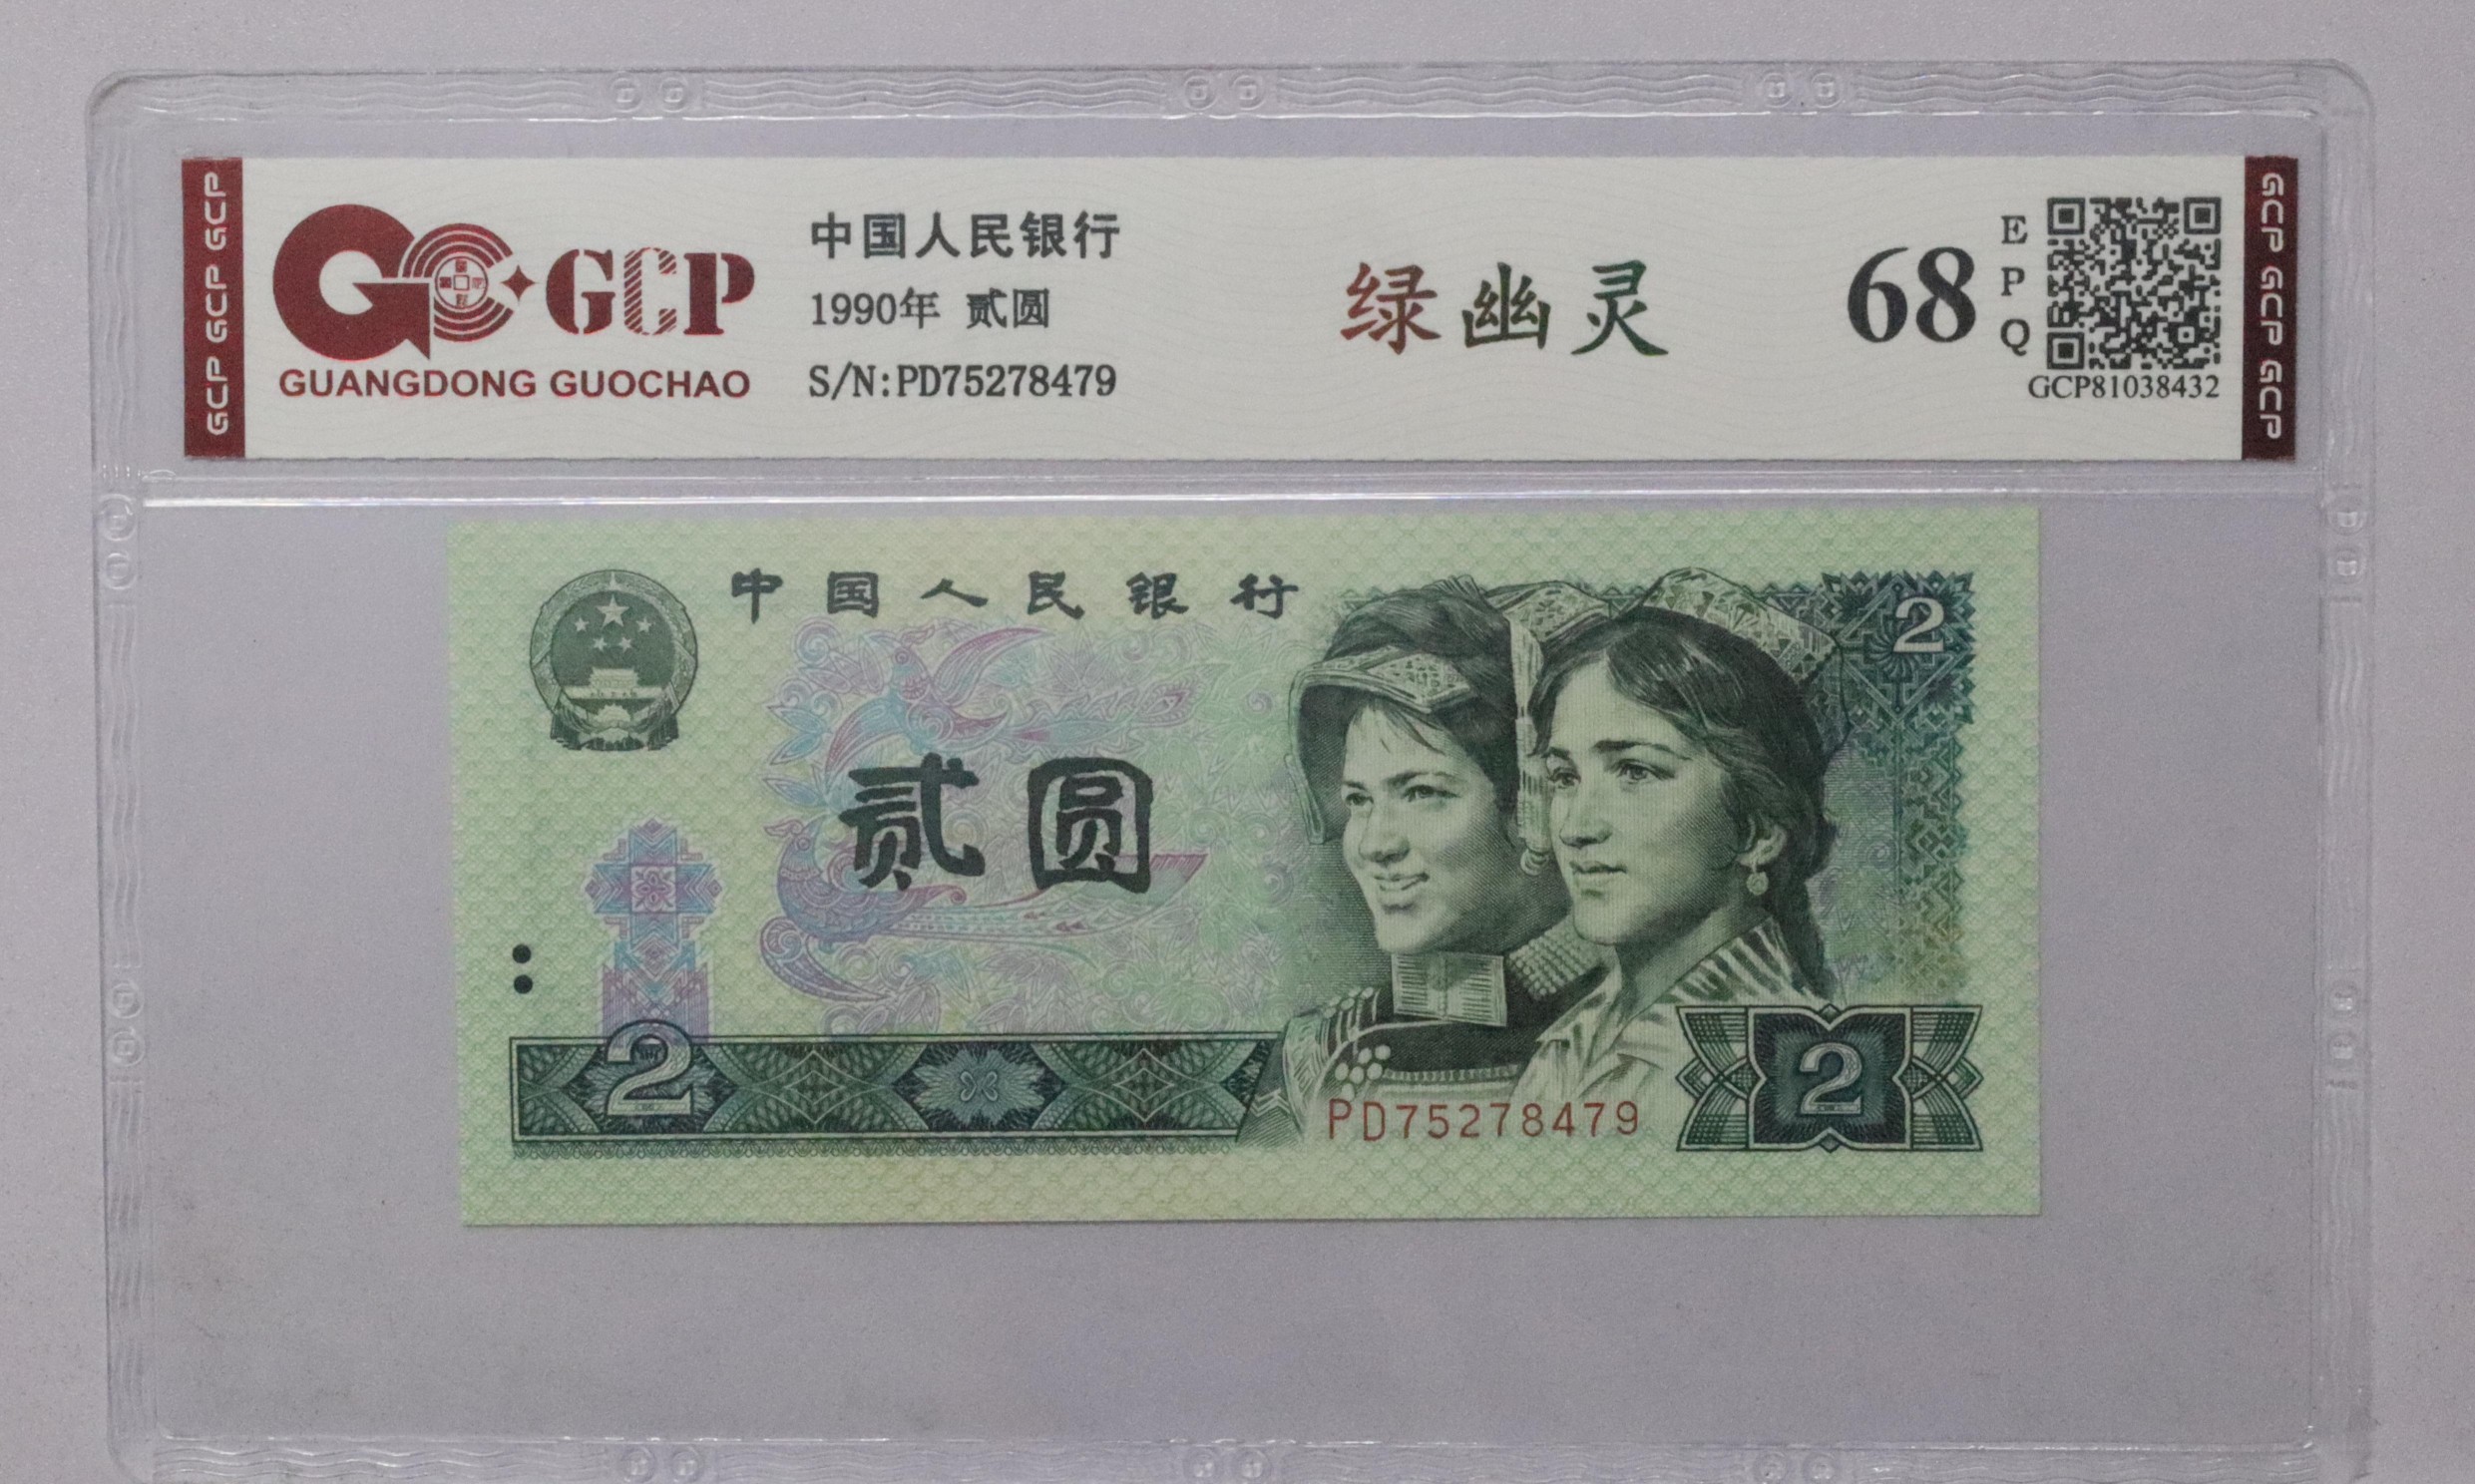 GCP GCP GCP
GCP
GUANGDONG GUOCHAO
中国人民银行
1990年 贰圆
S/N:PD75278479
绿幽灵
68
EPQ
GCP81038432
GCP GCP GCP
中国人民银行
2
贰圆
2
PD75278479
2